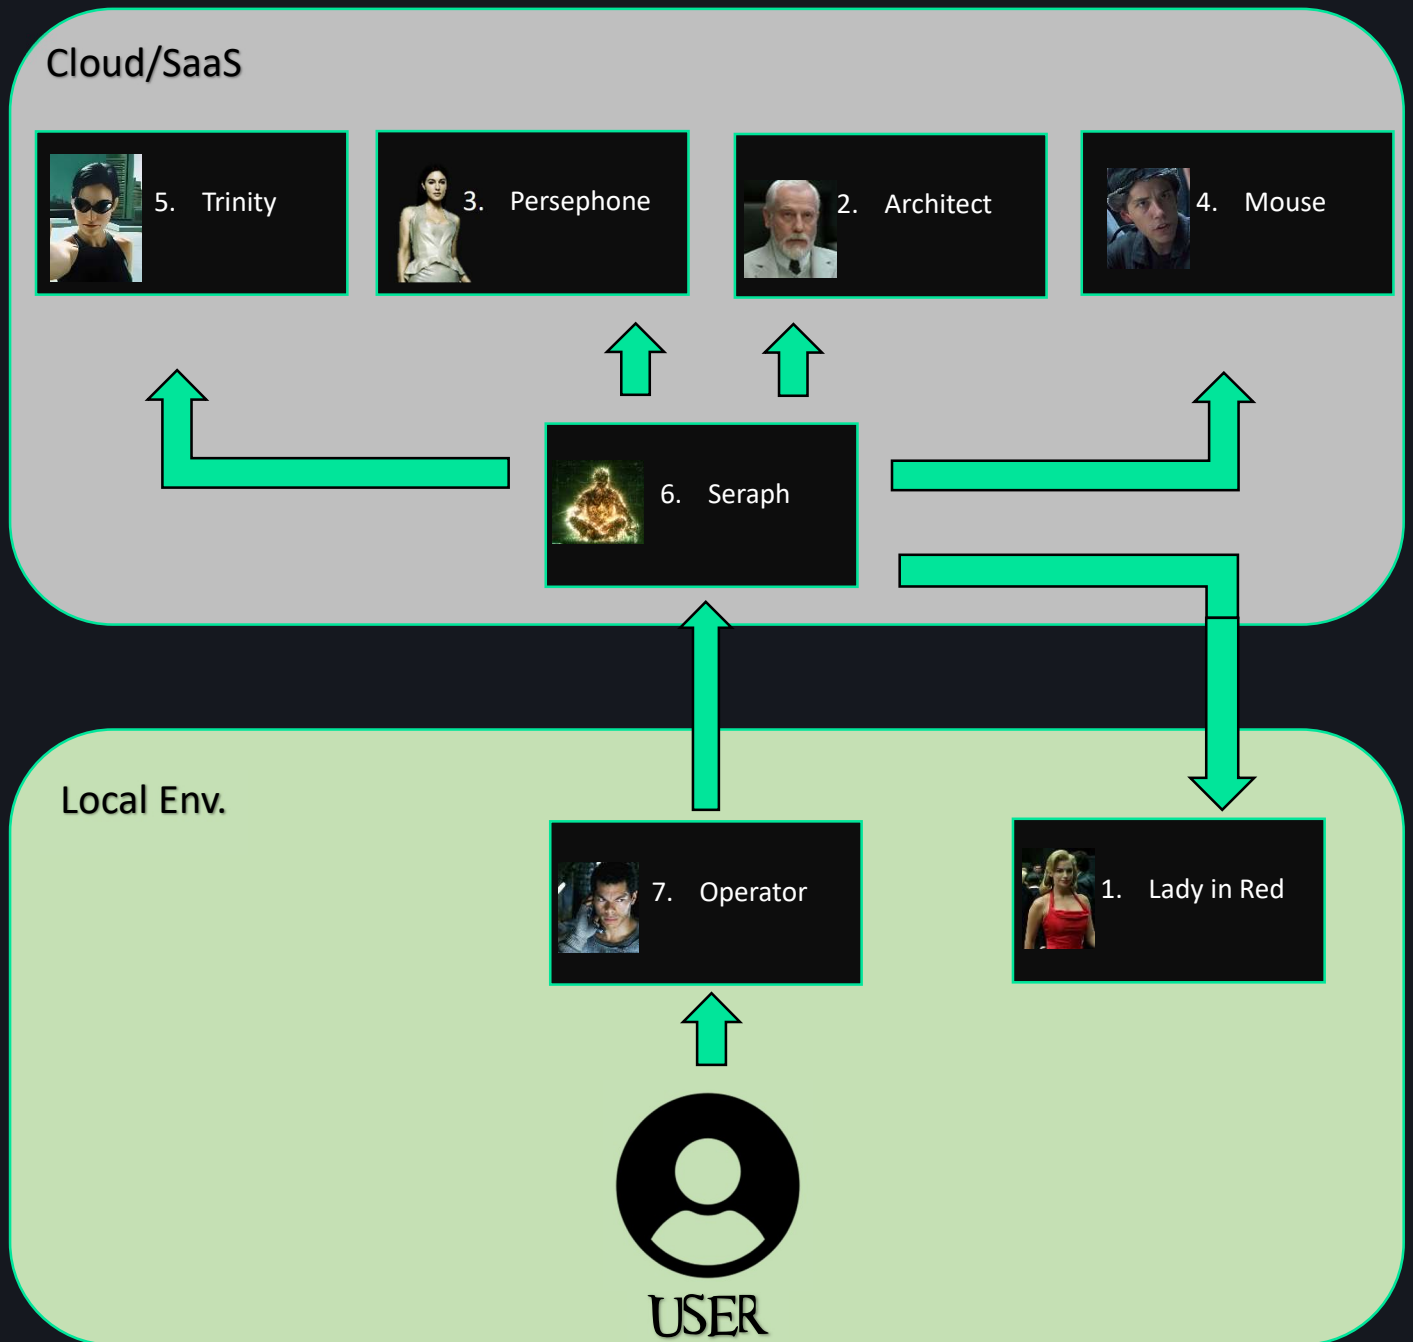 Cloud/SaaS
5. Trinity
3. Persephone
2. Architect
4. Mouse
6. Seraph
Local Env.
7. Operator
1. Lady in Red
USER